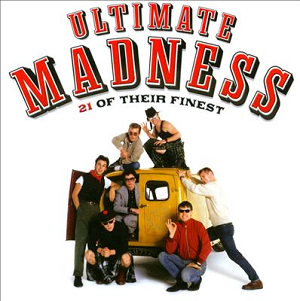 ULTIMATE
MADNESS
21 OF THEIR FINEST